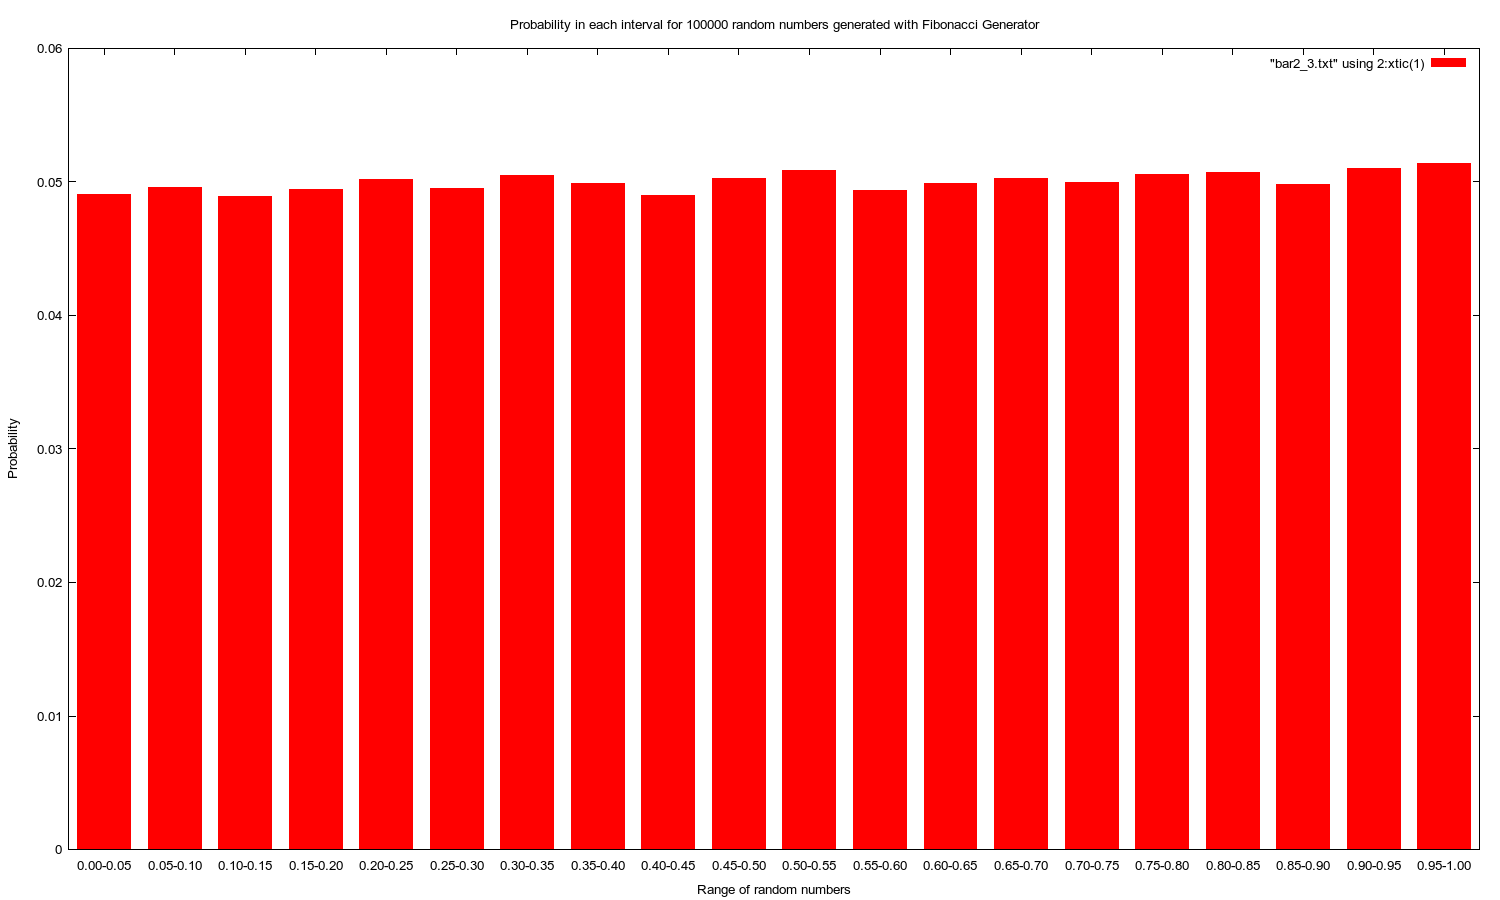 Probability in each interval for 100000 random numbers generated with Fibonacci Generator
"bar2_3.txt" using 2:xtic(1)
0.06
0.05
0.04
0.03
0.02
0.01
0
Probability
0.00-0.05 0.05-0.10 0.10-0.15 0.15-0.20 0.20-0.25 0.25-0.30 0.30-0.35 0.35-0.40 0.40-0.45 0.45-0.50 0.50-0.55 0.55-0.60 0.60-0.65 0.65-0.70 0.70-0.75 0.75-0.80 0.80-0.85 0.85-0.90 0.90-0.95 0.95-1.00
Range of random numbers